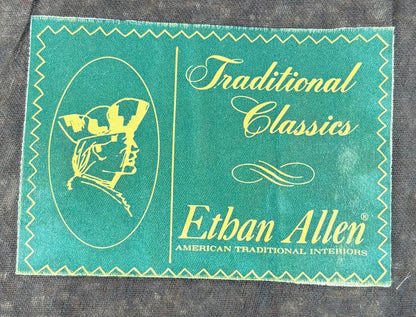 Traditional
Classics
Ethan Allen®
AMERICAN TRADITIONAL INTERIORS